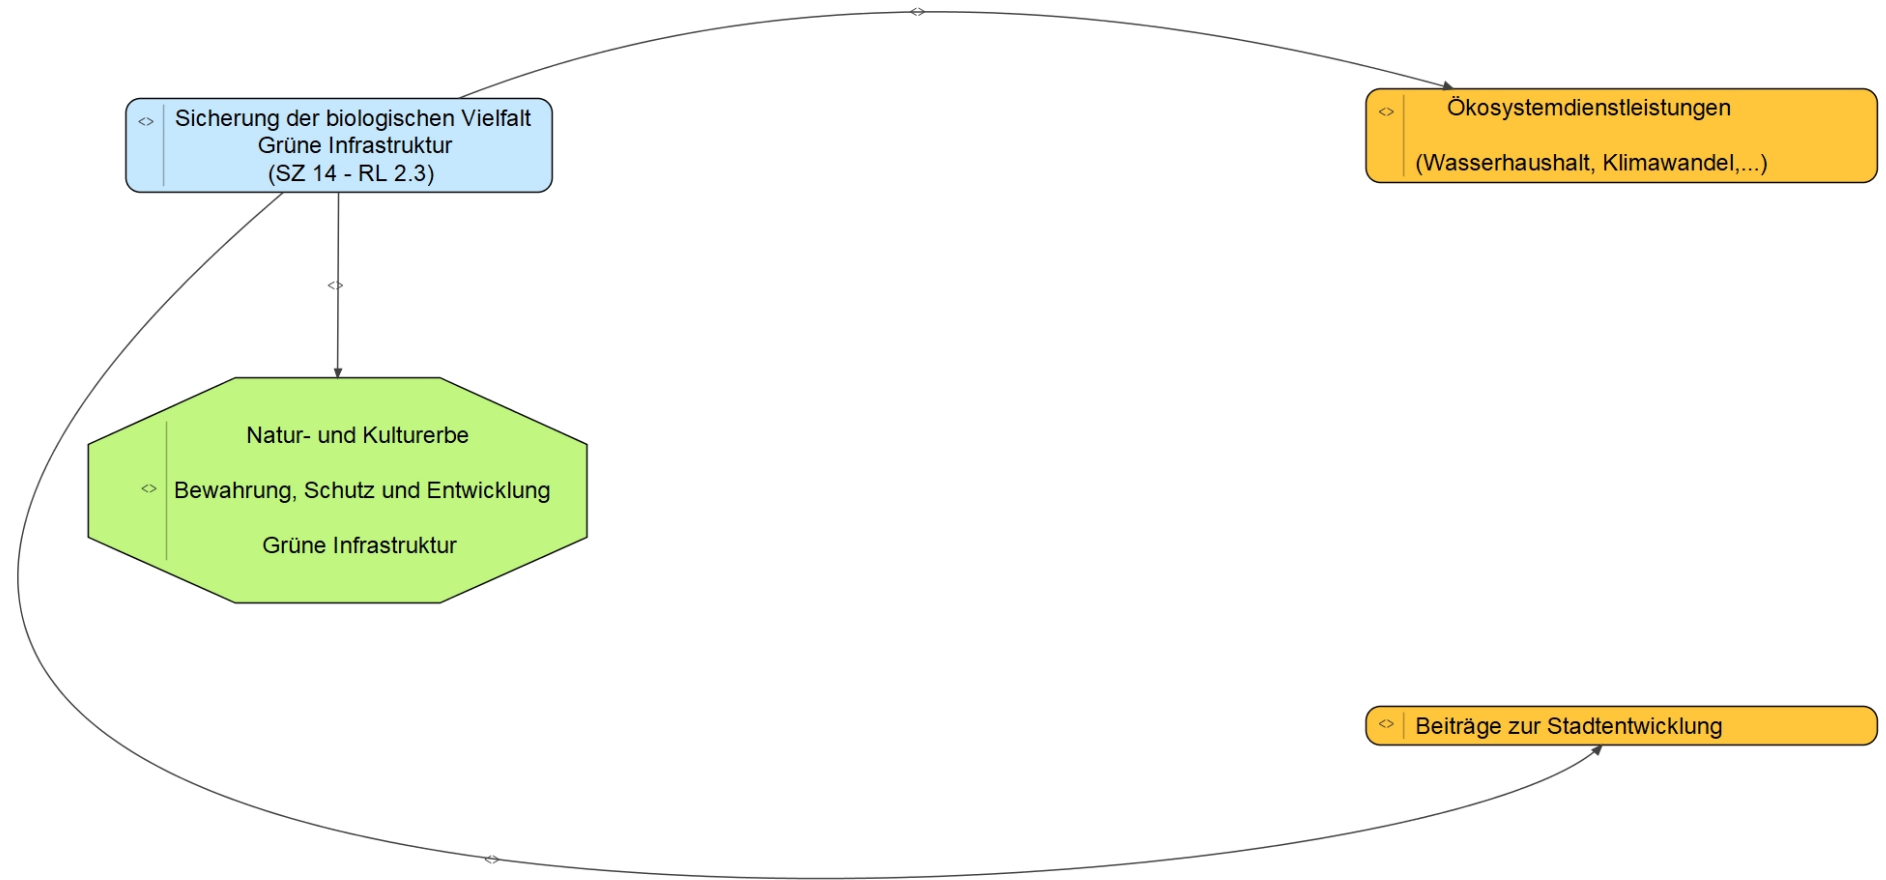 <>
<> Sicherung der biologischen Vielfalt
Grüne Infrastruktur
(SZ 14 - RL 2.3)
<> Ökosystemdienstleistungen
(Wasserhaushalt, Klimawandel,...)
<>
Natur- und Kulturerbe
<> Bewahrung, Schutz und Entwicklung
Grüne Infrastruktur
<> Beiträge zur Stadtentwicklung
<>